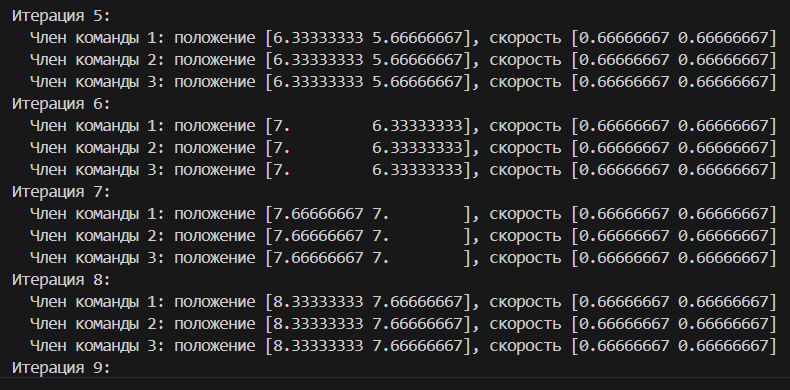 Итерация 5:
  Член команды 1: положение [6.33333333 5.66666667], скорость [0.66666667 0.66666667]
  Член команды 2: положение [6.33333333 5.66666667], скорость [0.66666667 0.66666667]
  Член команды 3: положение [6.33333333 5.66666667], скорость [0.66666667 0.66666667]
Итерация 6:
  Член команды 1: положение [7.         6.33333333], скорость [0.66666667 0.66666667]
  Член команды 2: положение [7.         6.33333333], скорость [0.66666667 0.66666667]
  Член команды 3: положение [7.         6.33333333], скорость [0.66666667 0.66666667]
Итерация 7:
  Член команды 1: положение [7.66666667 7.        ], скорость [0.66666667 0.66666667]
  Член команды 2: положение [7.66666667 7.        ], скорость [0.66666667 0.66666667]
  Член команды 3: положение [7.66666667 7.        ], скорость [0.66666667 0.66666667]
Итерация 8:
  Член команды 1: положение [8.33333333 7.66666667], скорость [0.66666667 0.66666667]
  Член команды 2: положение [8.33333333 7.66666667], скорость [0.66666667 0.66666667]
  Член команды 3: положение [8.33333333 7.66666667], скорость [0.66666667 0.66666667]
Итерация 9: